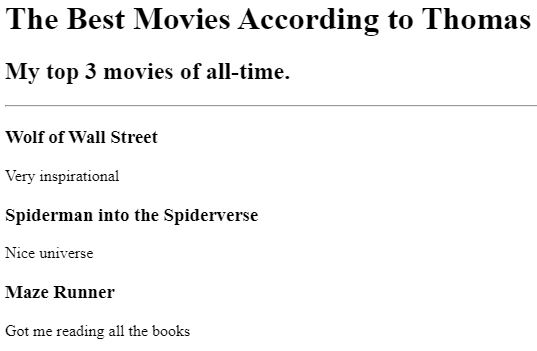 The Best Movies According to Thomas
My top 3 movies of all-time.
Wolf of Wall Street
Very inspirational
Spiderman into the Spiderverse
Nice universe
Maze Runner
Got me reading all the books